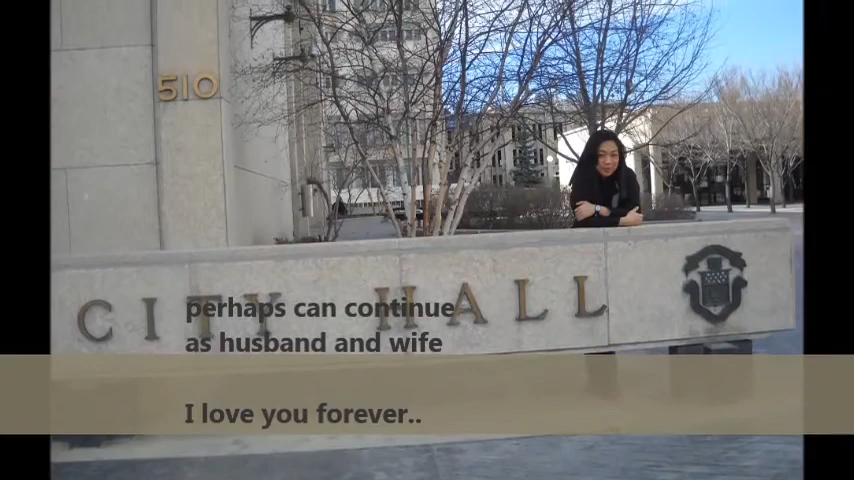 510
CITY HALL
perhaps can continue
as husband and wife
I love you forever..